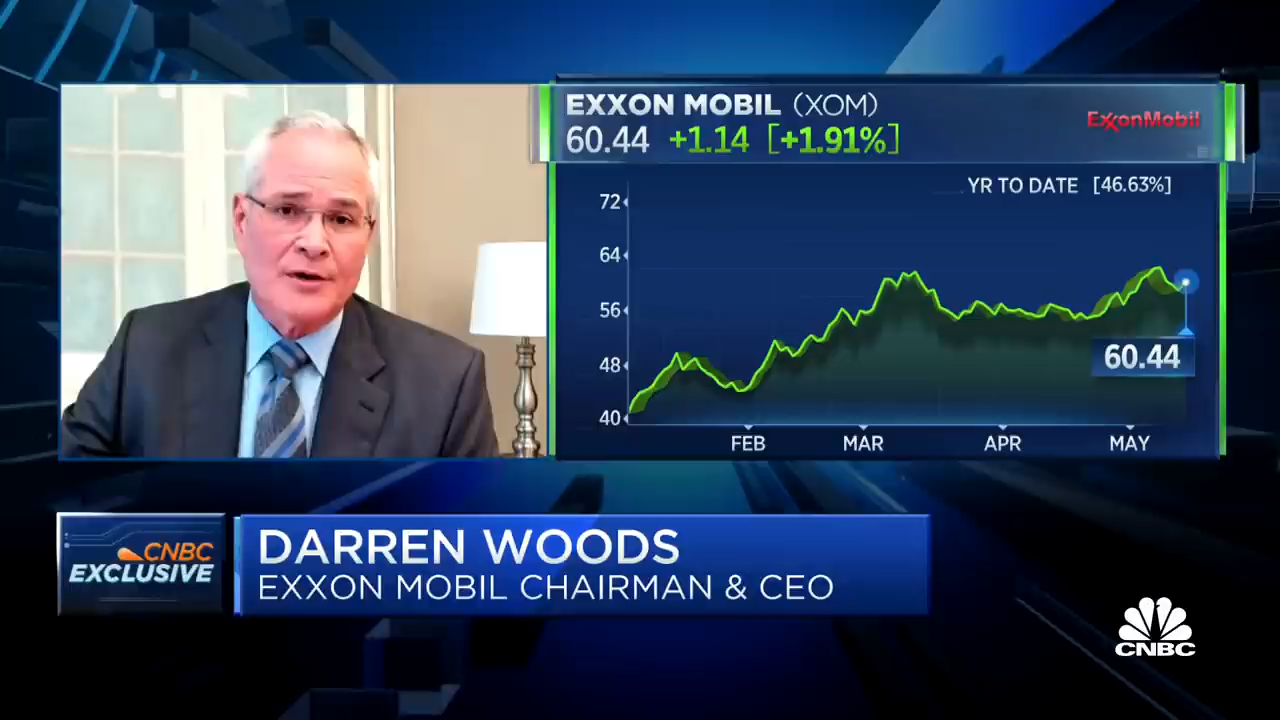 EXXON MOBIL (XOM)
60.44 +1.14 [+1.91%]
ExxonMobil
YR TO DATE [46.63%]
72
64
56
48
40
60.44
FEB MAR APR MAY
CNBC
EXCLUSIVE
DARREN WOODS
EXXON MOBIL CHAIRMAN & CEO
CNBC